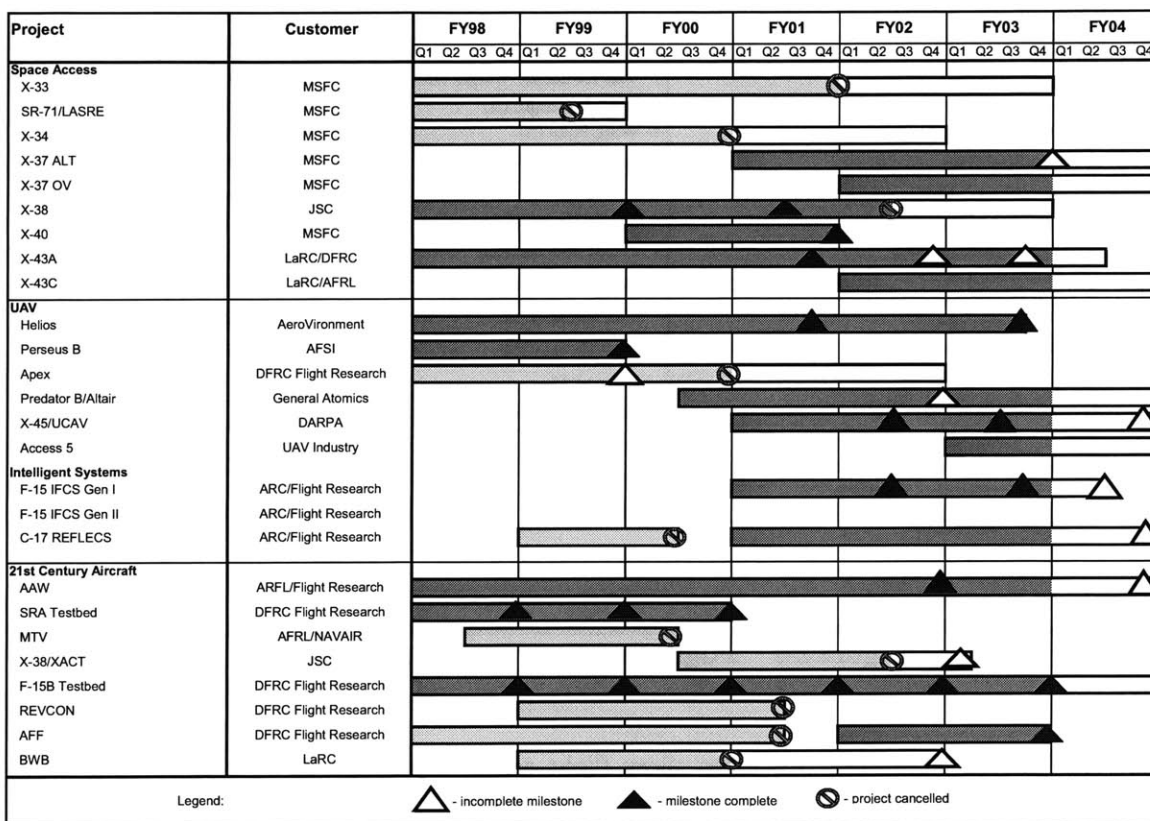 Project Customer FY98 FY99 FY00 FY01 FY02 FY03 FY04
Q1 Q2 Q3 Q4 Q1 Q2 Q3 Q4 Q1 Q2 Q3 Q4 Q1 Q2 Q3 Q4 Q1 Q2 Q3 Q4 Q1 Q2 Q3 Q4 Q1 Q2 Q3 Q4
Space Access
X-33 MSFC
SR-71/LASRE MSFC
X-34 MSFC
X-37 ALT MSFC
X-37 OV MSFC
X-38 JSC
X-40 MSFC
X-43A LaRC/DFRC
X-43C LaRC/AFRL
UAV
Helios AeroVironment
Perseus B AFSI
Apex DFRC Flight Research
Predator B/Altair General Atomics
X-45/UCAV DARPA
Access 5 UAV Industry
Intelligent Systems
F-15 IFCS Gen I ARC/Flight Research
F-15 IFCS Gen II ARC/Flight Research
C-17 REFLECS ARC/Flight Research
21st Century Aircraft
AAW ARFL/Flight Research
SRA Testbed DFRC Flight Research
MTV AFRL/NAVAIR
X-38/XACT JSC
F-15B Testbed DFRC Flight Research
REVCON DFRC Flight Research
AFF DFRC Flight Research
BWB LaRC
Legend: - incomplete milestone - milestone complete - project cancelled